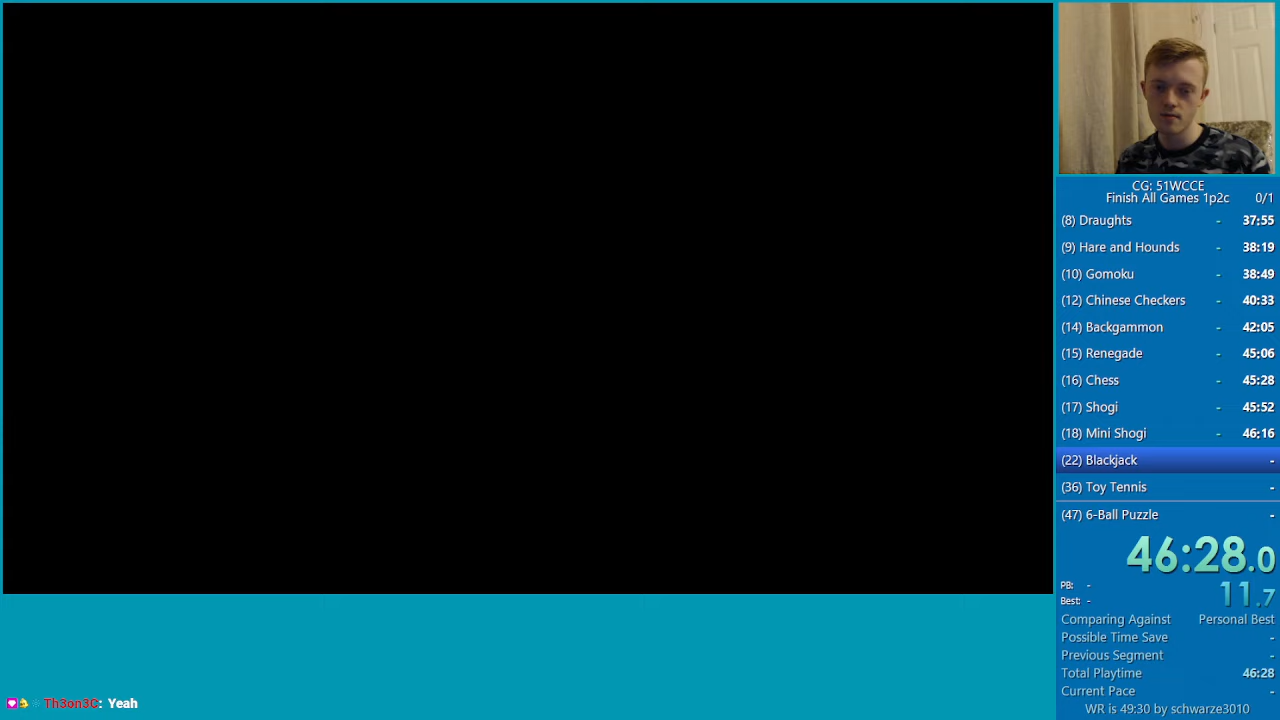 CG: 51WCCE
Finish All Games 1p2c 0/1
(8) Draughts - 37:55
(9) Hare and Hounds - 38:19
(10) Gomoku - 38:49
(12) Chinese Checkers - 40:33
(14) Backgammon - 42:05
(15) Renegade - 45:06
(16) Chess - 45:28
(17) Shogi - 45:52
(18) Mini Shogi - 46:16
(22) Blackjack -
(36) Toy Tennis -
(47) 6-Ball Puzzle -
46:28.0
PB: - 11.7
Best: -
Comparing Against Personal Best
Possible Time Save -
Previous Segment -
Total Playtime 46:28
Current Pace -
WR is 49:30 by schwarze3010
Th3on3C: Yeah